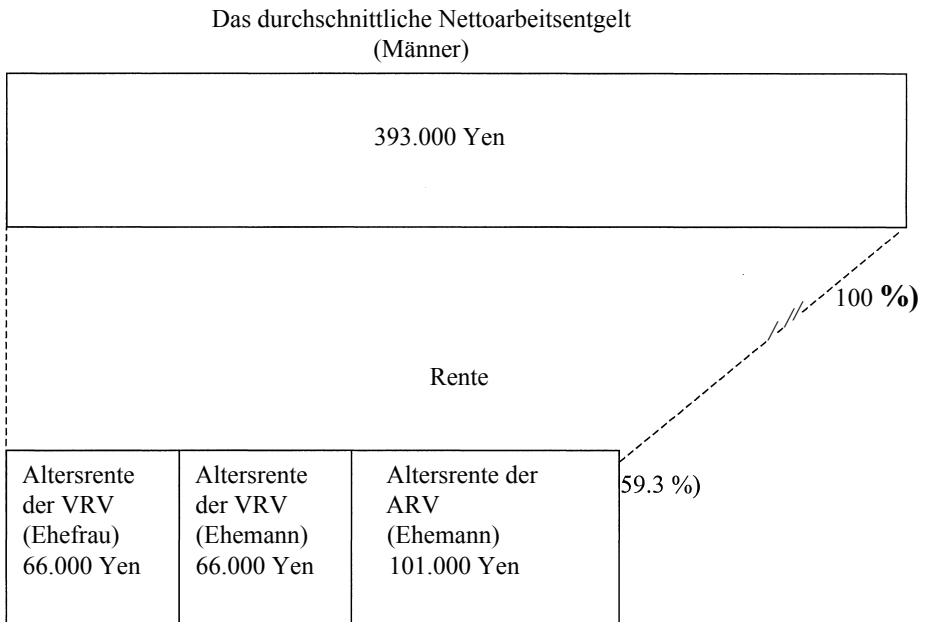 Das durchschnittliche Nettoarbeitsentgelt
(Männer)
393.000 Yen
100 %)
Rente
Altersrente
der VRV
(Ehefrau)
66.000 Yen
Altersrente
der VRV
(Ehemann)
66.000 Yen
Altersrente der
ARV
(Ehemann)
101.000 Yen
59.3 %)